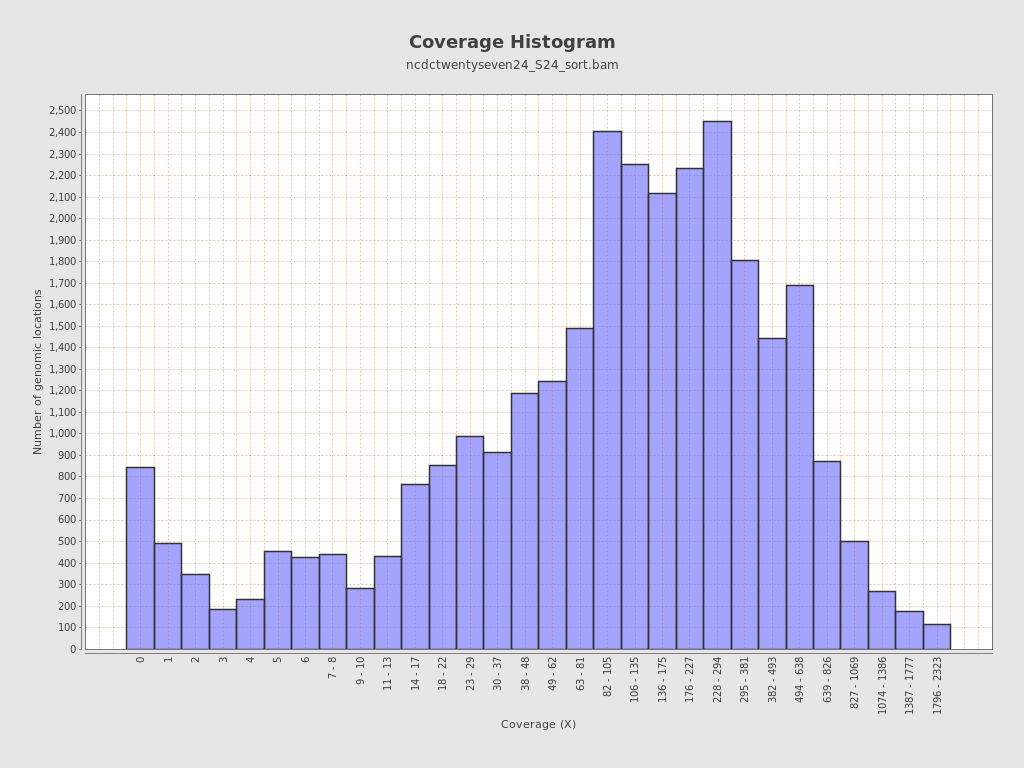 Coverage Histogram
ncdctwentyseven24_S24_sort.bam
Number of genomic locations
2,500
2,400
2,300
2,200
2,100
2,000
1,900
1,800
1,700
1,600
1,500
1,400
1,300
1,200
1,100
1,000
900
800
700
600
500
400
300
200
100
0
0
1
2
3
4
5
6
7 - 8
9 - 10
11 - 13
14 - 17
18 - 22
23 - 29
30 - 37
38 - 48
49 - 62
63 - 81
82 - 105
106 - 135
136 - 175
176 - 227
228 - 294
295 - 381
382 - 493
494 - 638
639 - 826
827 - 1069
1074 - 1386
1387 - 1777
1796 - 2323
Coverage (X)